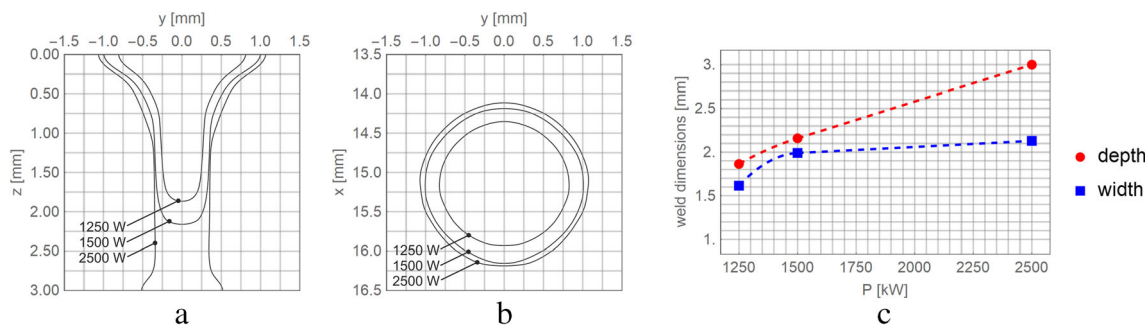 y [mm]
−1.5 −1.0 −0.5 0.0 0.5 1.0 1.5
0.00
0.50
1.00
1.50
2.00
2.50
3.00
z [mm]
1250 W
1500 W
2500 W
a
y [mm]
−1.5 −1.0 −0.5 0.0 0.5 1.0 1.5
13.5
14.0
14.5
15.0
15.5
16.0
16.5
x [mm]
1250 W
1500 W
2500 W
b
3.
2.5
2
1.5
1.
weld dimensions [mm]
1250 1500 1750 2000 2250 2500
P [kW]
depth
width
c